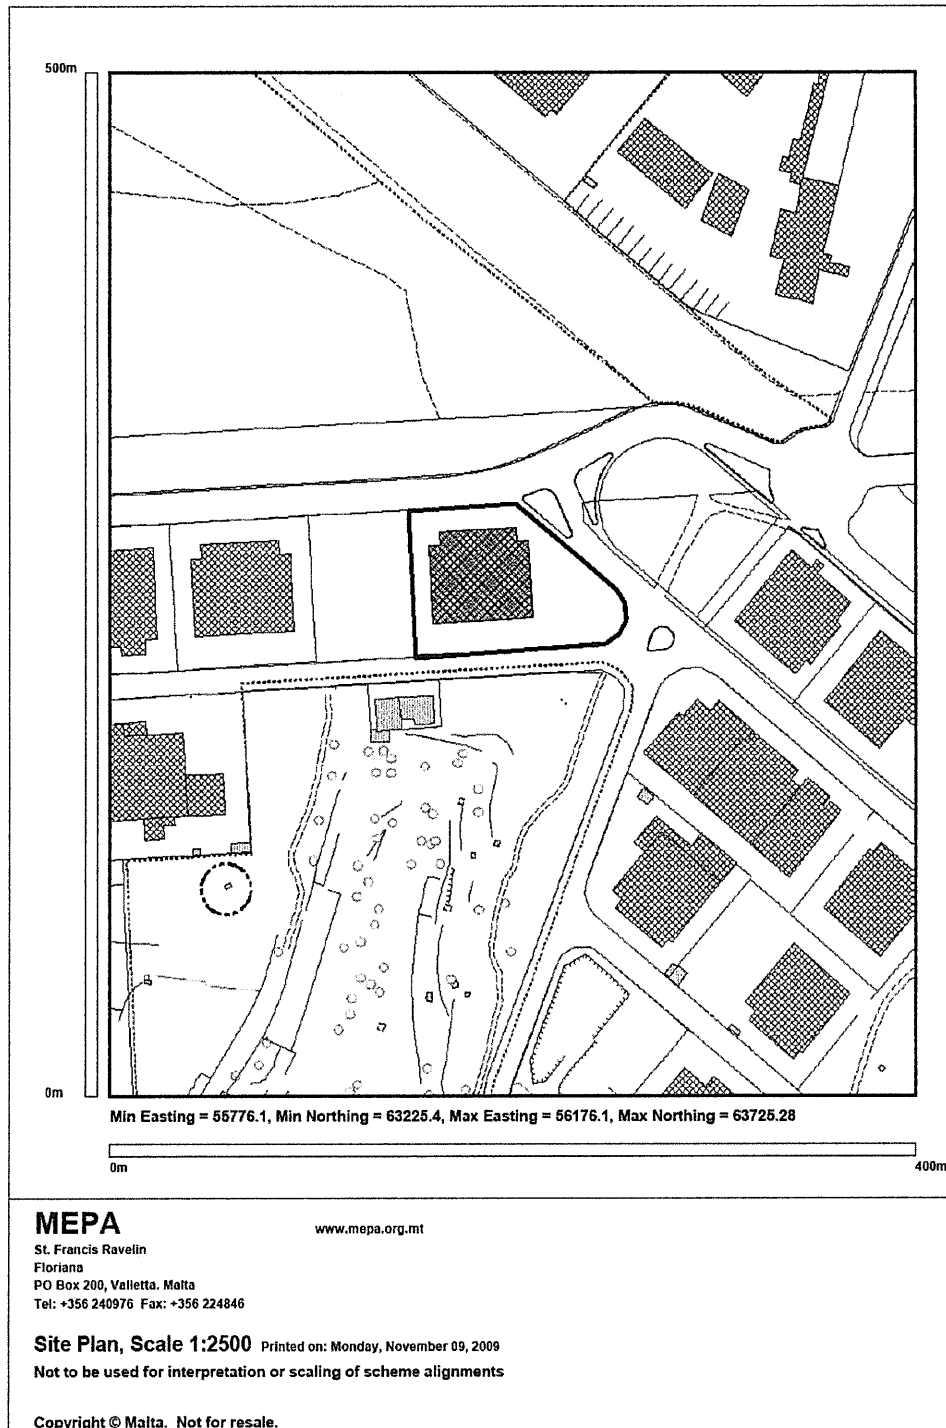 500m
0m
Min Easting = 55776.1, Min Northing = 63225.4, Max Easting = 56176.1, Max Northing = 63725.28
0m 400m
MEPA www.mepa.org.mt
St. Francis Ravelin
Floriana
PO Box 200, Valletta. Malta
Tel: +356 240976 Fax: +356 224846
Site Plan, Scale 1:2500 Printed on: Monday, November 09, 2009
Not to be used for interpretation or scaling of scheme alignments
Copyright © Malta. Not for resale.